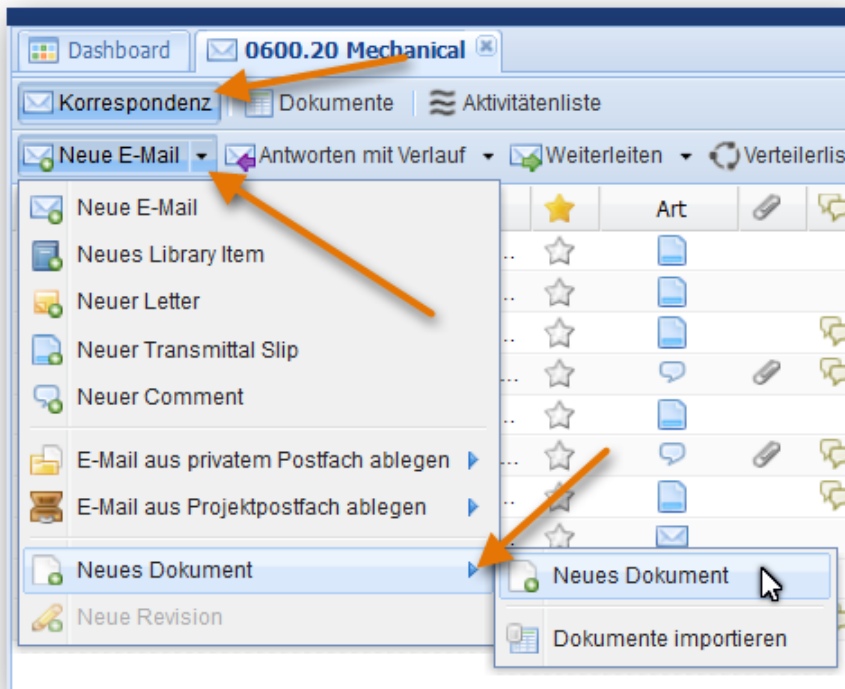 Dashboard 0600.20 Mechanical
Korrespondenz Dokumente Aktivitätenliste
Neue E-Mail Antworten mit Verlauf Weiterleiten Verteilerlis
Neue E-Mail Art
Neues Library Item
Neuer Letter
Neuer Transmittal Slip
Neuer Comment
E-Mail aus privatem Postfach ablegen
E-Mail aus Projektpostfach ablegen
Neues Dokument Neues Dokument
Neue Revision
Dokumente importieren